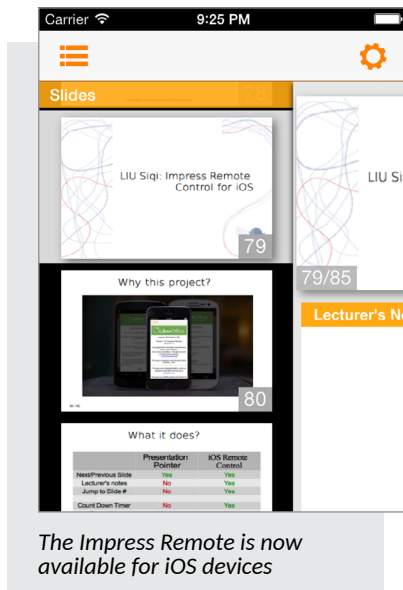 Carrier 9:25 PM
Slides
78
LIU Siqi: Impress Remote
Control for iOS
79
LIU Si
79/85
Lecturer's N
Why this project?
LibreOffice
80
What it does?
Presentation Pointer iOS Remote Control
Next/Previous Slide Yes Yes
Lecturer's notes No Yes
Jump to Slide # No Yes
Count Down Timer No Yes
The Impress Remote is now
available for iOS devices